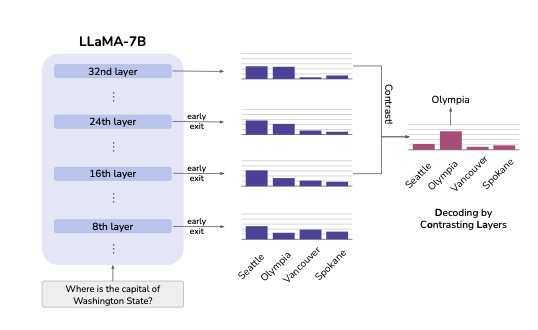 LLaMA-7B
32nd layer
24th layer
early
exit
16th layer
early
exit
8th layer
early
exit
Where is the capital of
Washington State?
Seattle
Olympia
Vancouver
Spokane
Contrast!
Olympia
Seattle
Olympia
Vancouver
Spokane
Decoding by
Contrasting Layers